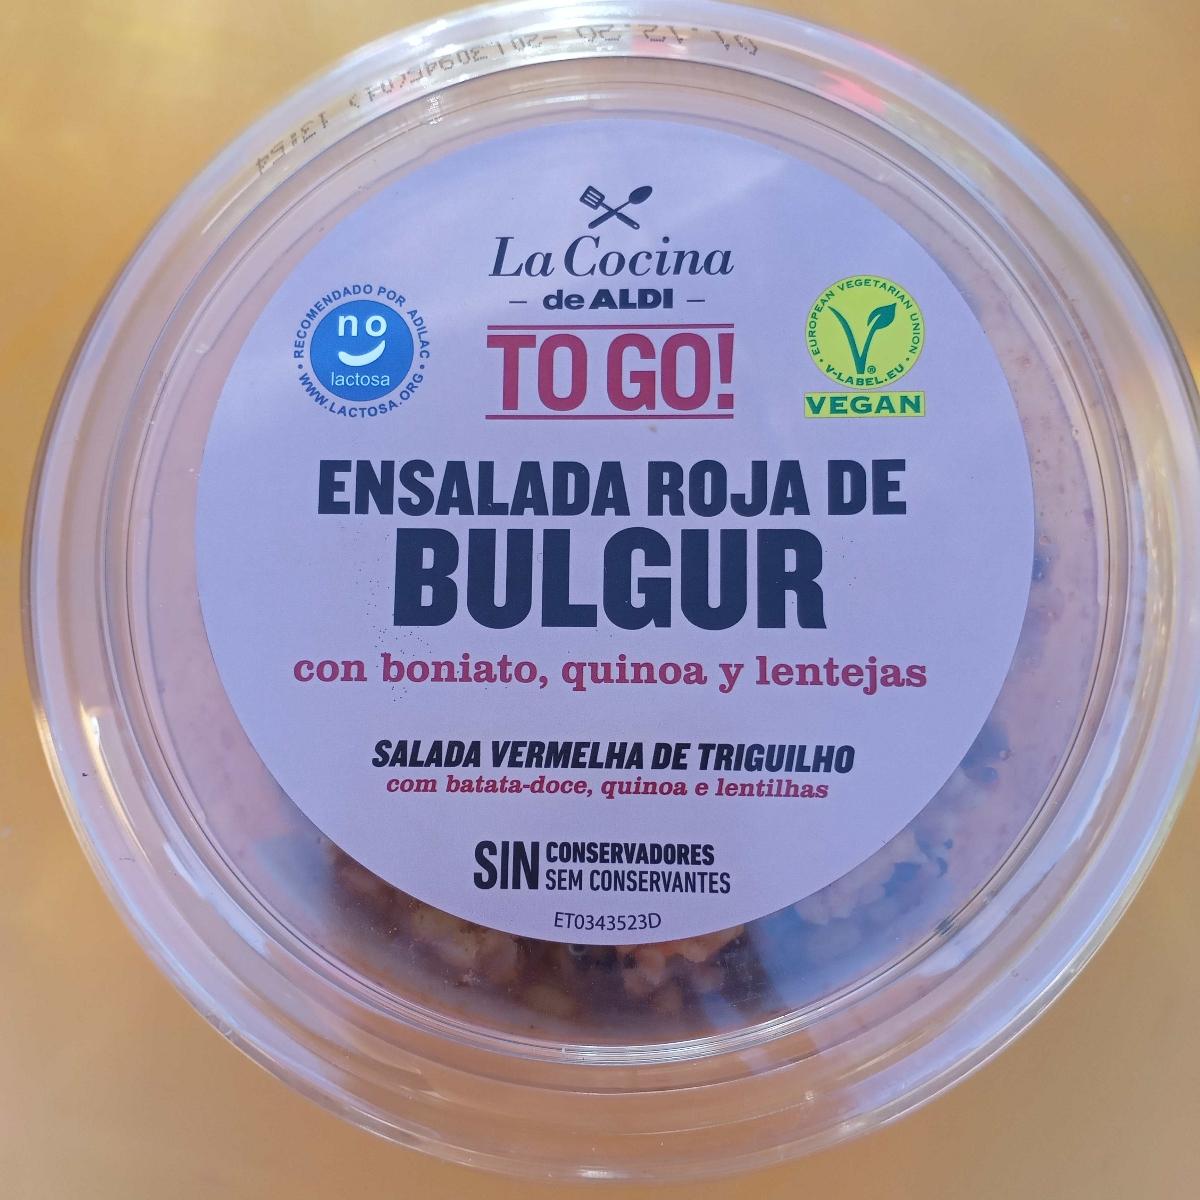 La Cocina
– de ALDI –
TO GO!
RECOMENDADO POR ADILAC
no
lactosa
WWW.LACTOSA.ORG
EUROPEAN VEGETARIAN UNION
V-LABEL.EU
VEGAN
ENSALADA ROJA DE
BULGUR
con boniato, quinoa y lentejas
SALADA VERMELHA DE TRIGUILHO
com batata-doce, quinoa e lentilhas
SIN CONSERVADORES
SEM CONSERVANTES
ET0343523D